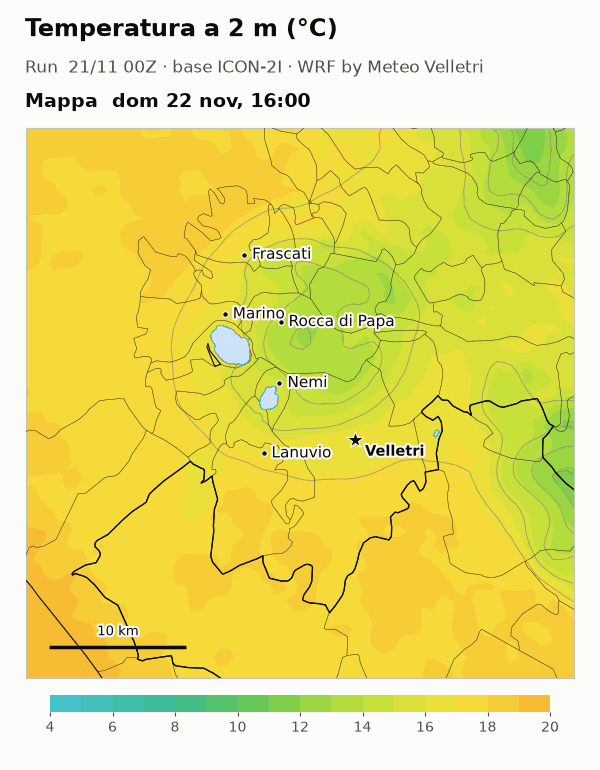 Temperatura a 2 m (°C)
Run  21/11 00Z · base ICON-2I · WRF by Meteo Velletri
Mappa  dom 22 nov, 16:00
Frascati
Marino
Rocca di Papa
Nemi
Velletri
Lanuvio
10 km
4 6 8 10 12 14 16 18 20